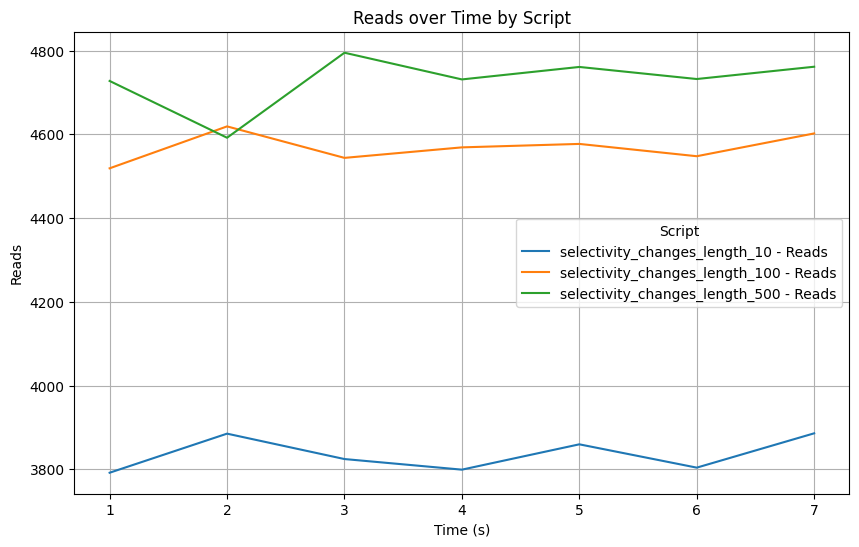 Reads over Time by Script
4800
4600
4400
4200
4000
3800
Reads
Script
selectivity_changes_length_10 - Reads
selectivity_changes_length_100 - Reads
selectivity_changes_length_500 - Reads
1 2 3 4 5 6 7
Time (s)